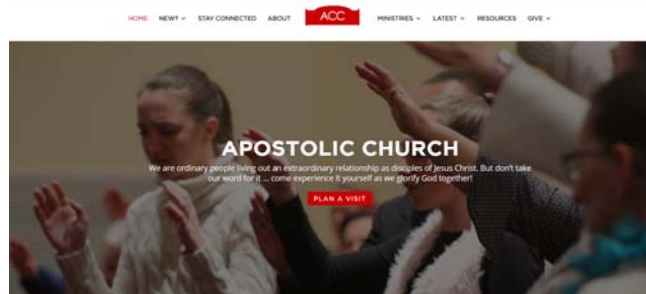 HOME NEW? STAY CONNECTED ABOUT ACC MINISTRIES LATEST RESOURCES GIVE
APOSTOLIC CHURCH
We are ordinary people living out an extraordinary relationship as disciples of Jesus Christ. But don't take
our word for it ... come experience it yourself as we glorify God together!
PLAN A VISIT